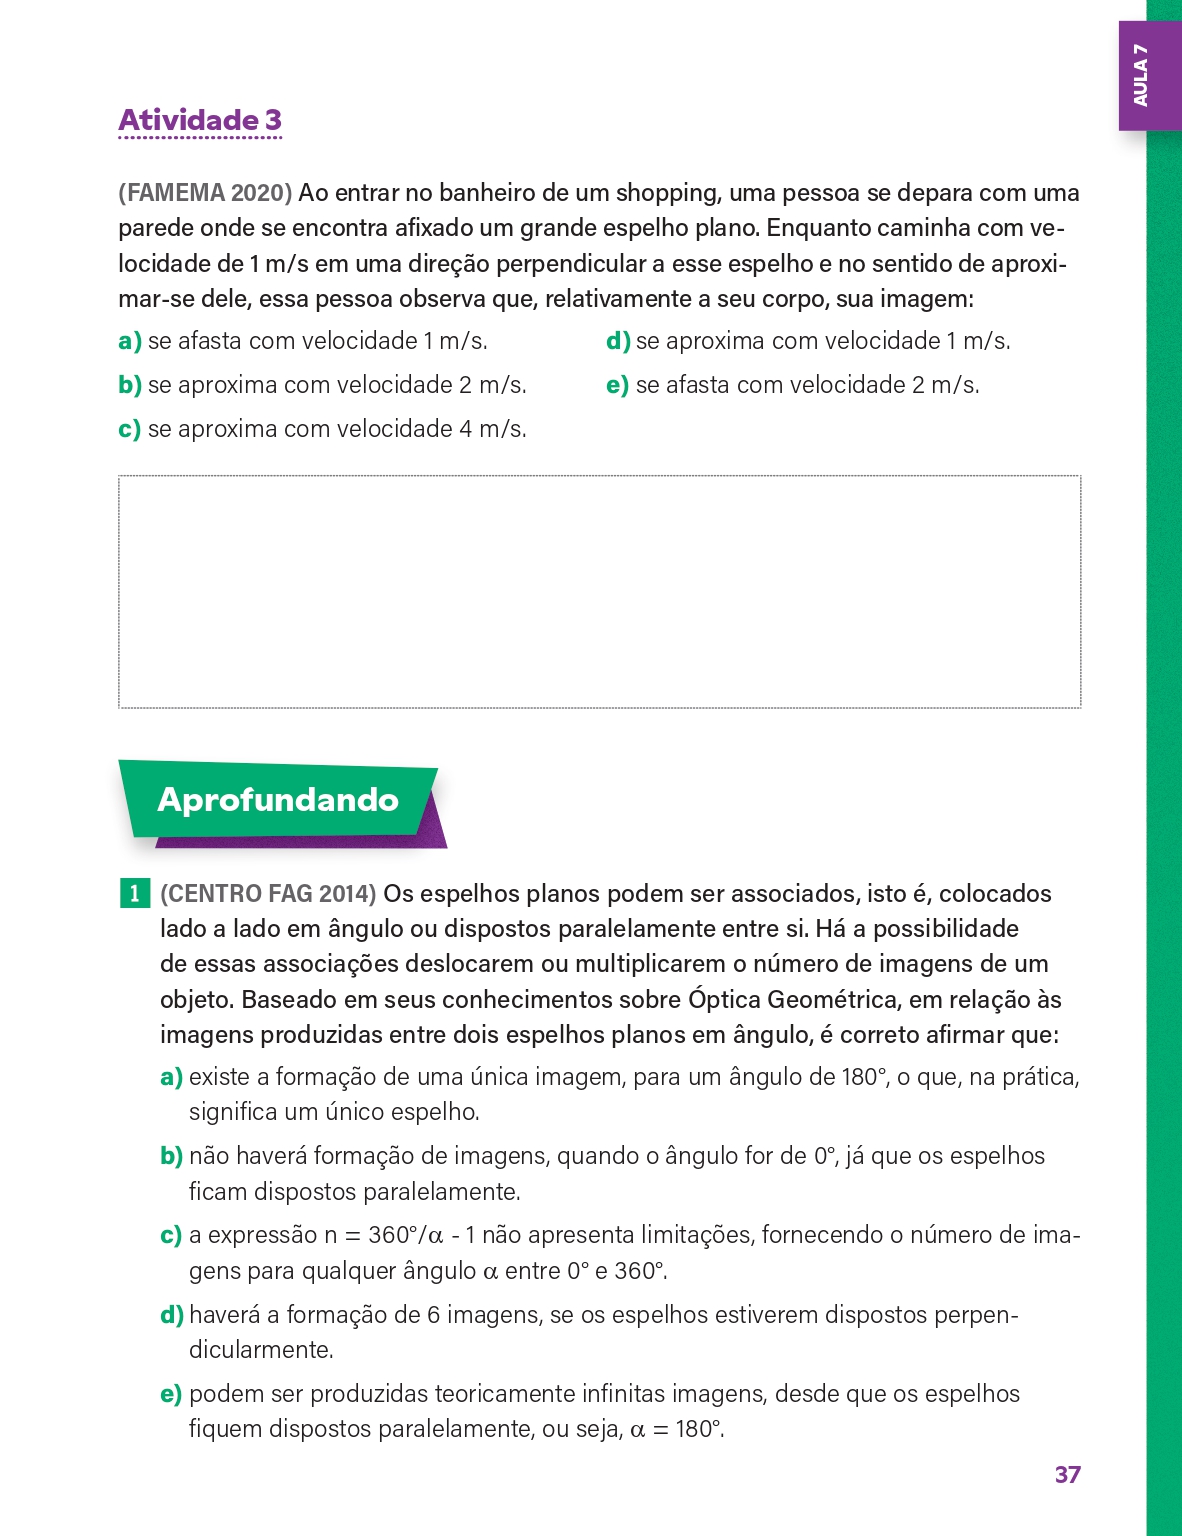 AULA 7
Atividade 3
(FAMEMA 2020) Ao entrar no banheiro de um shopping, uma pessoa se depara com uma
parede onde se encontra afixado um grande espelho plano. Enquanto caminha com ve-
locidade de 1 m/s em uma direção perpendicular a esse espelho e no sentido de aproxi-
mar-se dele, essa pessoa observa que, relativamente a seu corpo, sua imagem:
a) se afasta com velocidade 1 m/s.
b) se aproxima com velocidade 2 m/s.
c) se aproxima com velocidade 4 m/s.
d) se aproxima com velocidade 1 m/s.
e) se afasta com velocidade 2 m/s.
Aprofundando
1 (CENTRO FAG 2014) Os espelhos planos podem ser associados, isto é, colocados
lado a lado em ângulo ou dispostos paralelamente entre si. Há a possibilidade
de essas associações deslocarem ou multiplicarem o número de imagens de um
objeto. Baseado em seus conhecimentos sobre Óptica Geométrica, em relação às
imagens produzidas entre dois espelhos planos em ângulo, é correto afirmar que:
a) existe a formação de uma única imagem, para um ângulo de 180°, o que, na prática,
significa um único espelho.
b) não haverá formação de imagens, quando o ângulo for de 0°, já que os espelhos
ficam dispostos paralelamente.
c) a expressão n = 360°/α - 1 não apresenta limitações, fornecendo o número de ima-
gens para qualquer ângulo α entre 0° e 360°.
d) haverá a formação de 6 imagens, se os espelhos estiverem dispostos perpen-
dicularmente.
e) podem ser produzidas teoricamente infinitas imagens, desde que os espelhos
fiquem dispostos paralelamente, ou seja, α = 180°.
37